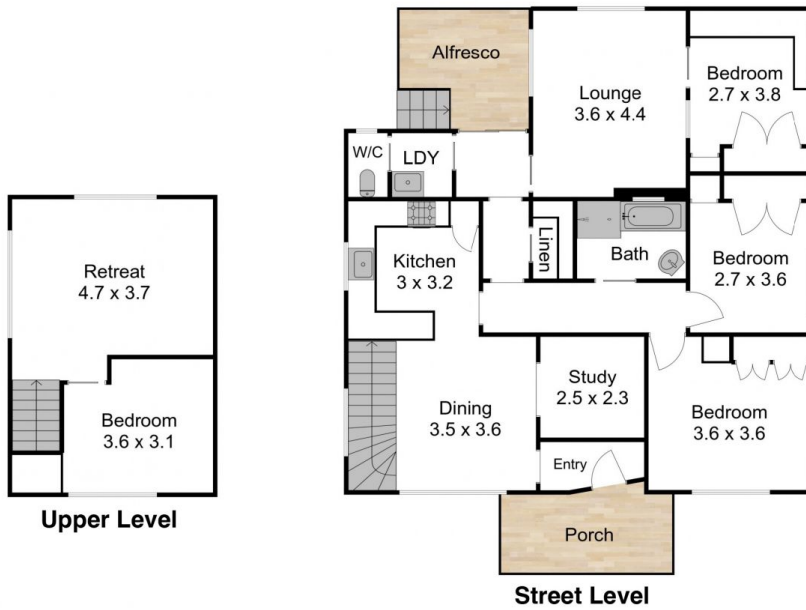 Retreat
4.7 x 3.7
Bedroom
3.6 x 3.1
Upper Level
Alfresco
Lounge
3.6 x 4.4
Bedroom
2.7 x 3.8
W/C
LDY
Kitchen
3 x 3.2
Linen
Bath
Bedroom
2.7 x 3.6
Dining
3.5 x 3.6
Study
2.5 x 2.3
Bedroom
3.6 x 3.6
Entry
Porch
Street Level